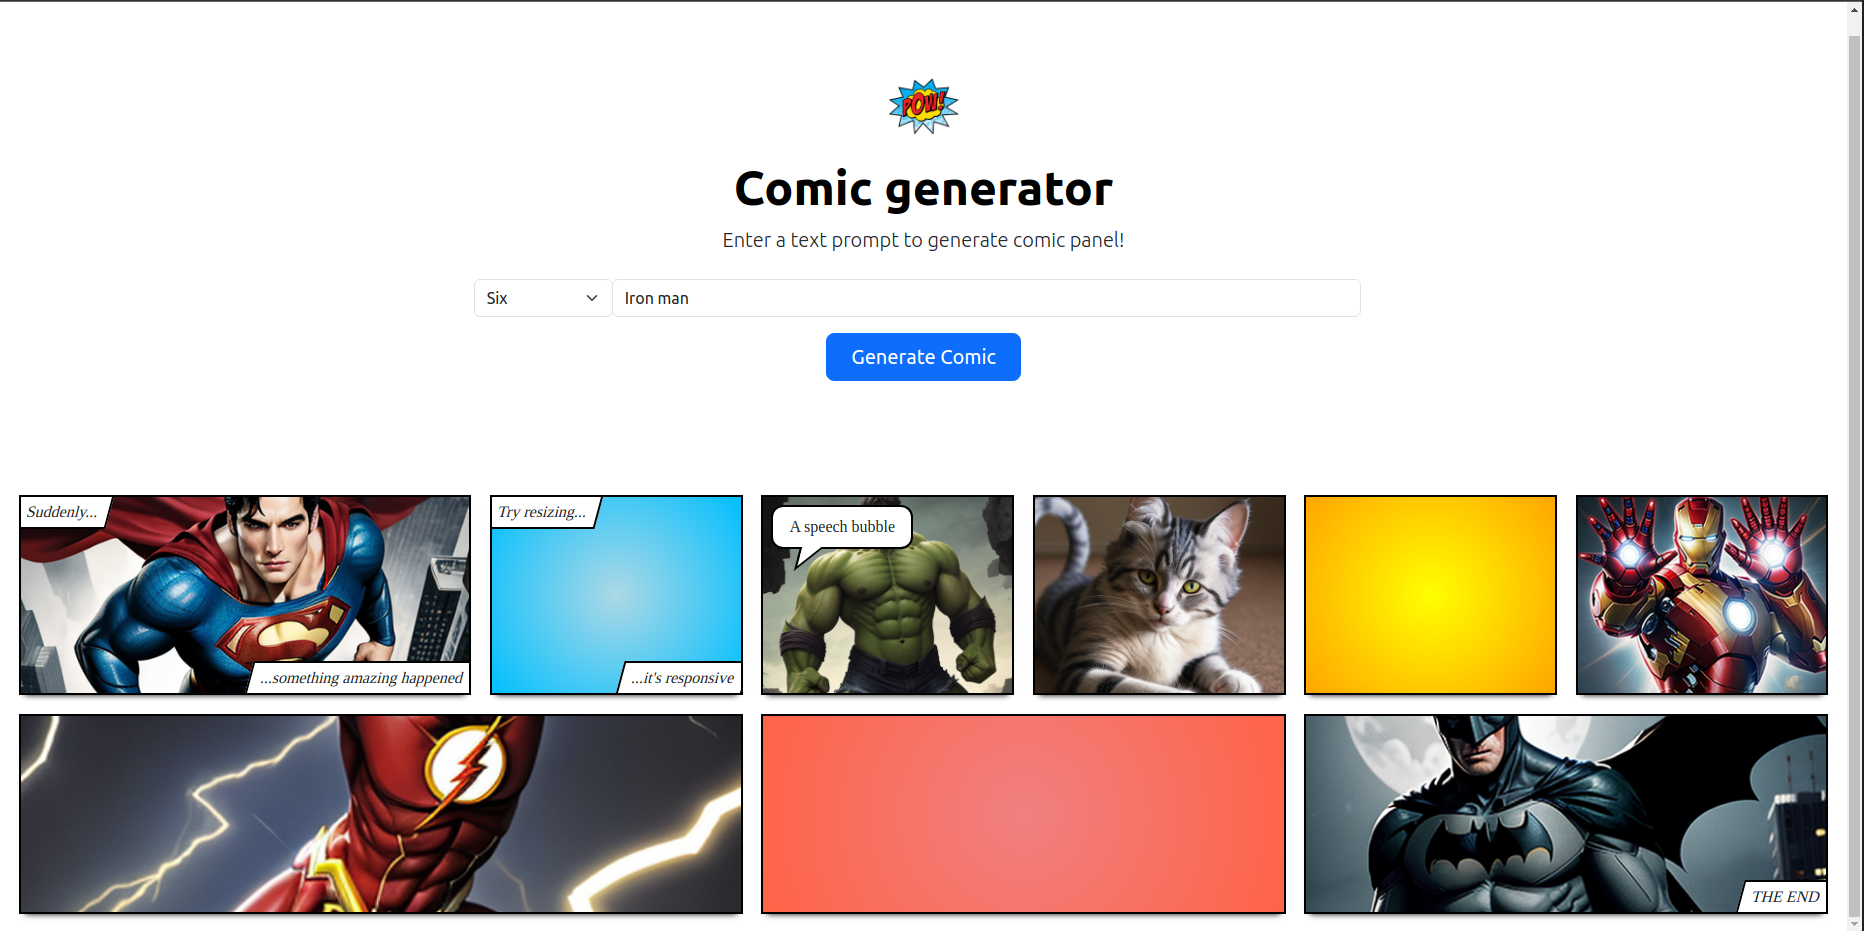 POW!
Comic generator
Enter a text prompt to generate comic panel!
Six
Iron man
Generate Comic
Suddenly...
...something amazing happened
Try resizing...
...it's responsive
A speech bubble
THE END